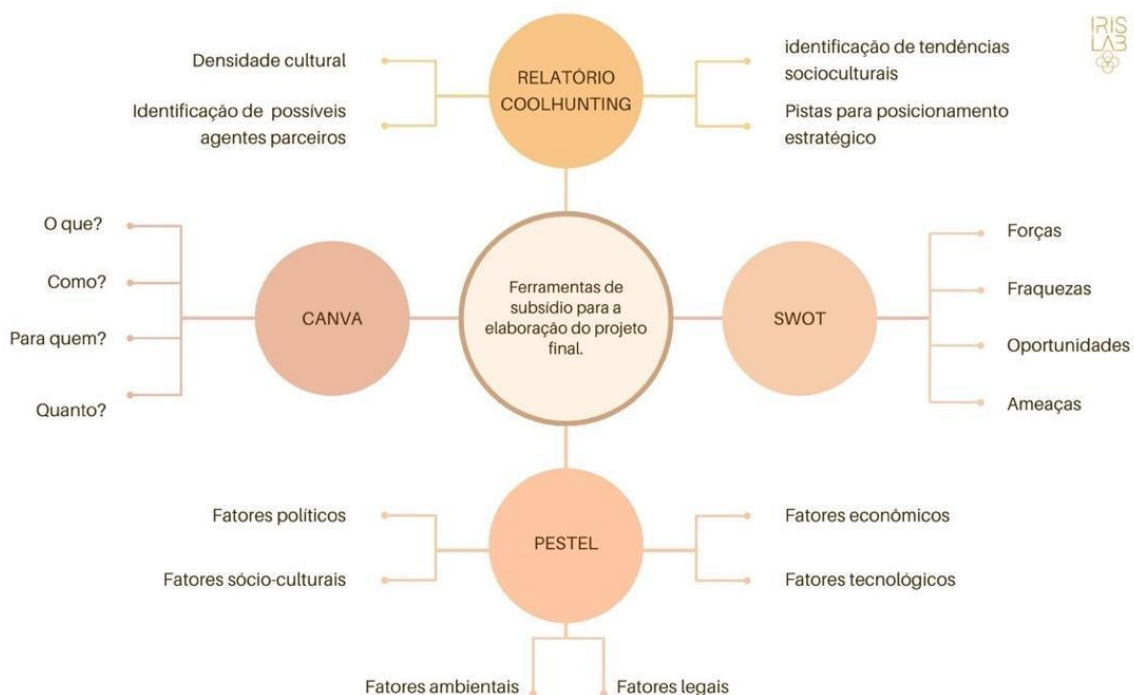 IRIS
LAB
Densidade cultural
Identificação de possíveis
agentes parceiros
RELATÓRIO
COOLHUNTING
identificação de tendências
socioculturais
Pistas para posicionamento
estratégico
O que?
Como?
Para quem?
Quanto?
CANVA
Ferramentas de
subsídio para a
elaboração do projeto
final.
SWOT
Forças
Fraquezas
Oportunidades
Ameaças
Fatores políticos
Fatores sócio-culturais
PESTEL
Fatores econômicos
Fatores tecnológicos
Fatores ambientais
Fatores legais